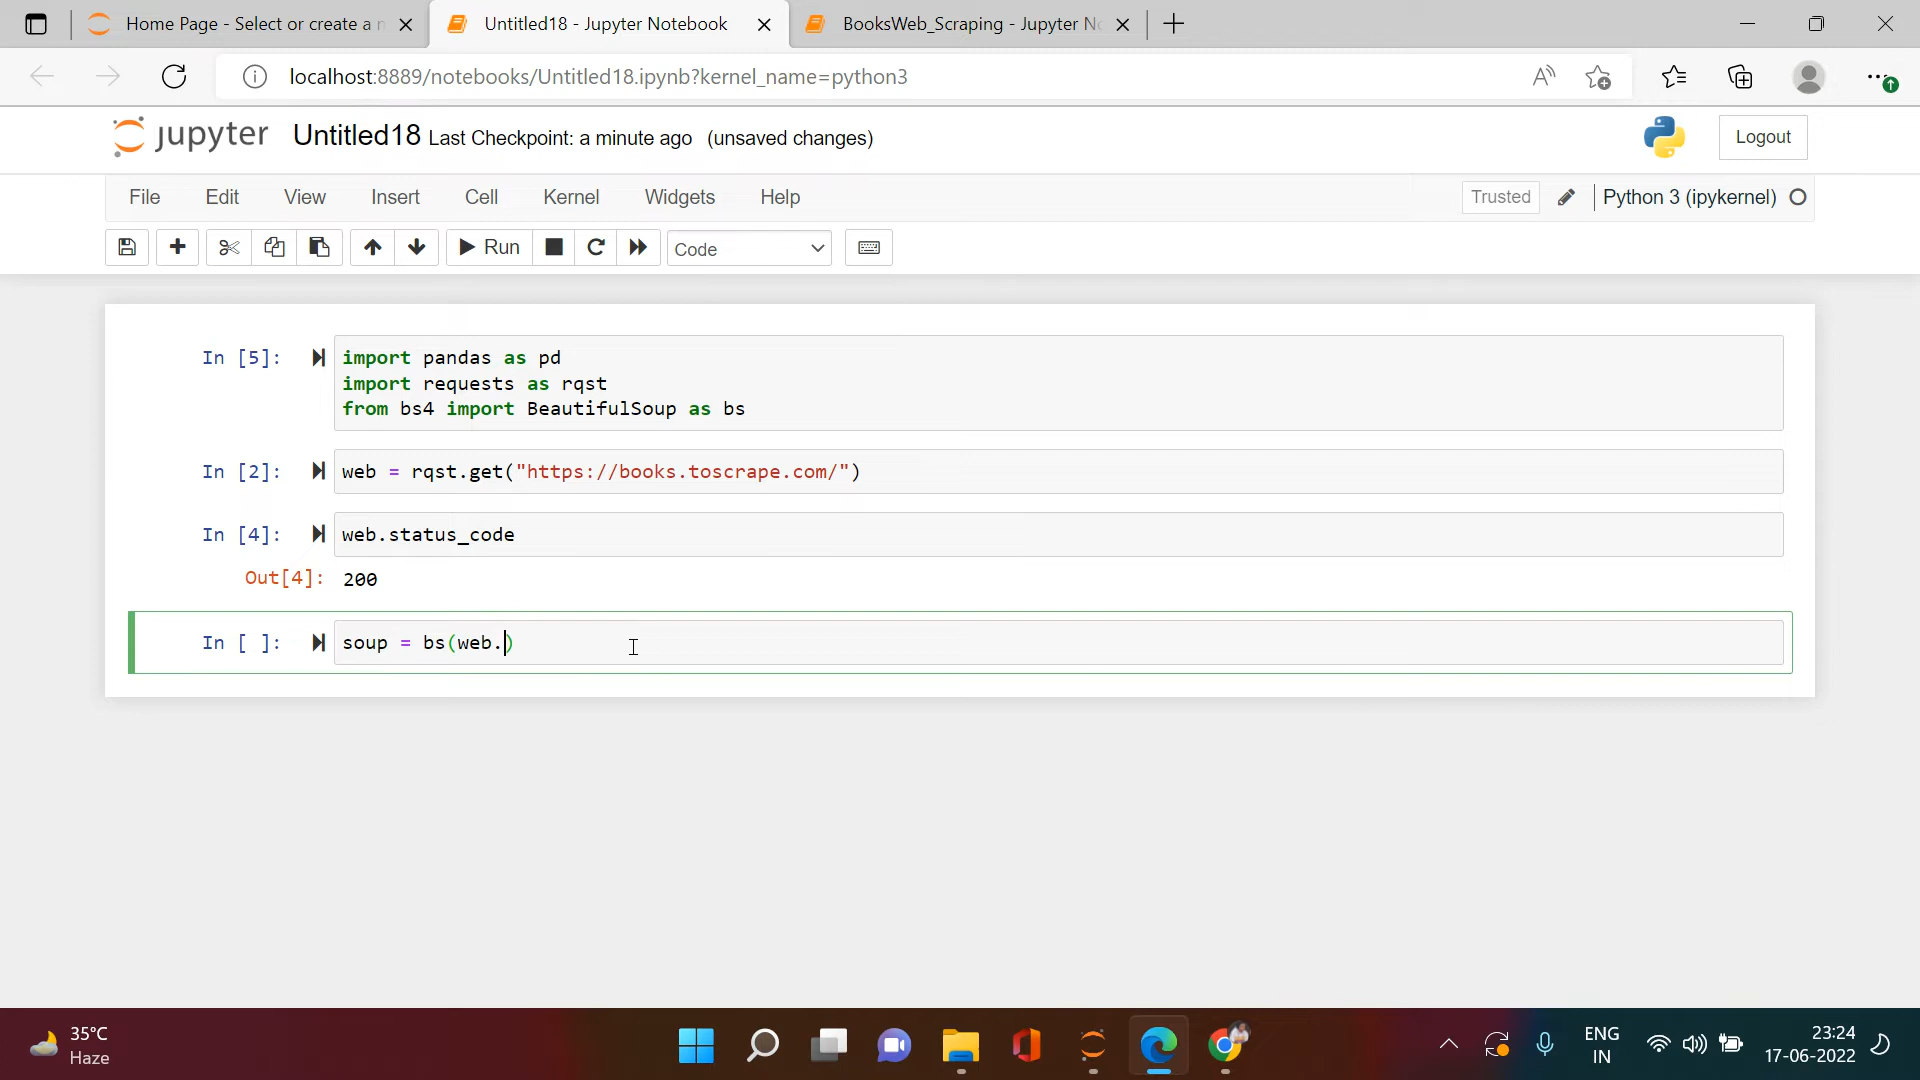 Home Page - Select or create a n
Untitled18 - Jupyter Notebook
BooksWeb_Scraping - Jupyter No
localhost:8889/notebooks/Untitled18.ipynb?kernel_name=python3
jupyter Untitled18 Last Checkpoint: a minute ago (unsaved changes)
Logout
File Edit View Insert Cell Kernel Widgets Help
Trusted Python 3 (ipykernel)
Run Code
In [5]: import pandas as pd
import requests as rqst
from bs4 import BeautifulSoup as bs
In [2]: web = rqst.get("https://books.toscrape.com/")
In [4]: web.status_code
Out[4]: 200
In [ ]: soup = bs(web.)
35°C
Haze
ENG
IN
23:24
17-06-2022